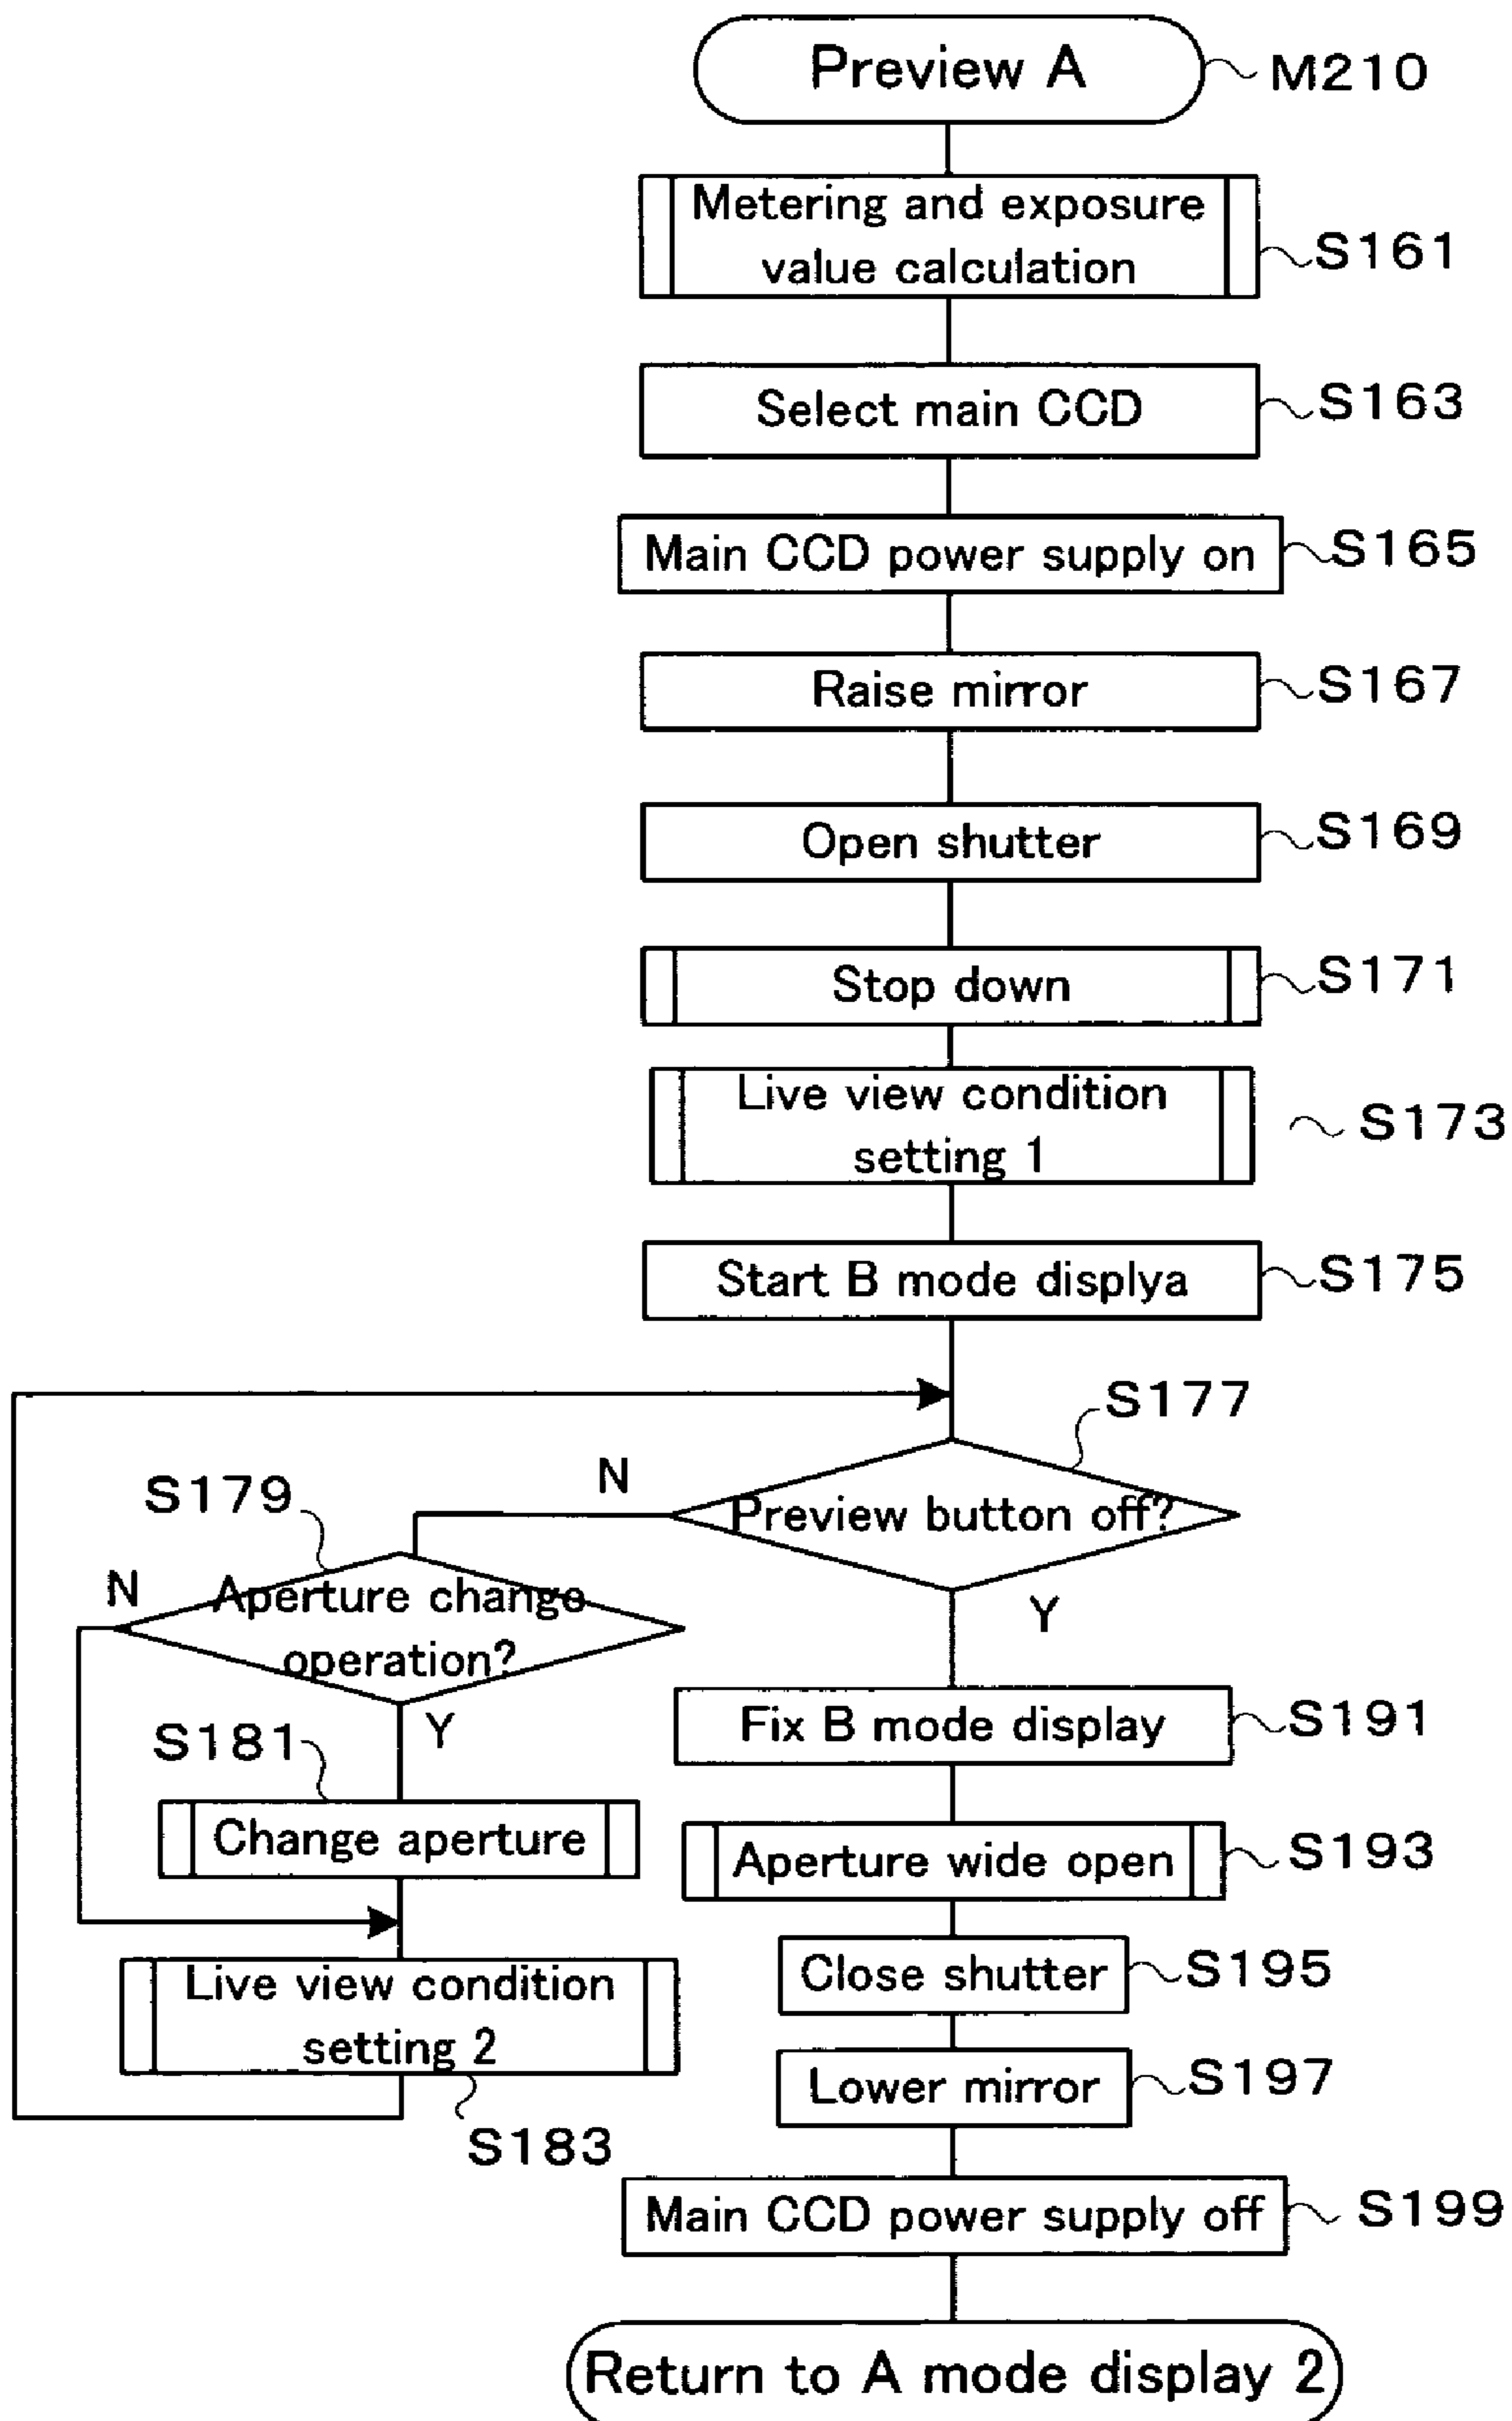 Preview A
M210
Metering and exposure
value calculation
S161
Select main CCD
S163
Main CCD power supply on
S165
Raise mirror
S167
Open shutter
S169
Stop down
S171
Live view condition
setting 1
S173
Start B mode displya
S175
S177
Preview button off?
N
Y
S179
Aperture change
operation?
N
Y
S181
Change aperture
Live view condition
setting 2
S183
Fix B mode display
S191
Aperture wide open
S193
Close shutter
S195
Lower mirror
S197
Main CCD power supply off
S199
Return to A mode display 2